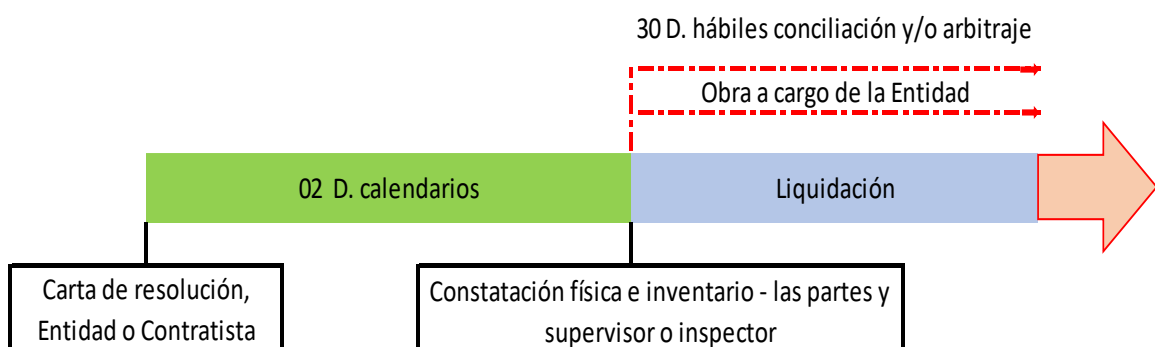 30 D. hábiles conciliación y/o arbitraje
Obra a cargo de la Entidad
02 D. calendarios
Liquidación
Carta de resolución,
Entidad o Contratista
Constatación física e inventario - las partes y
supervisor o inspector